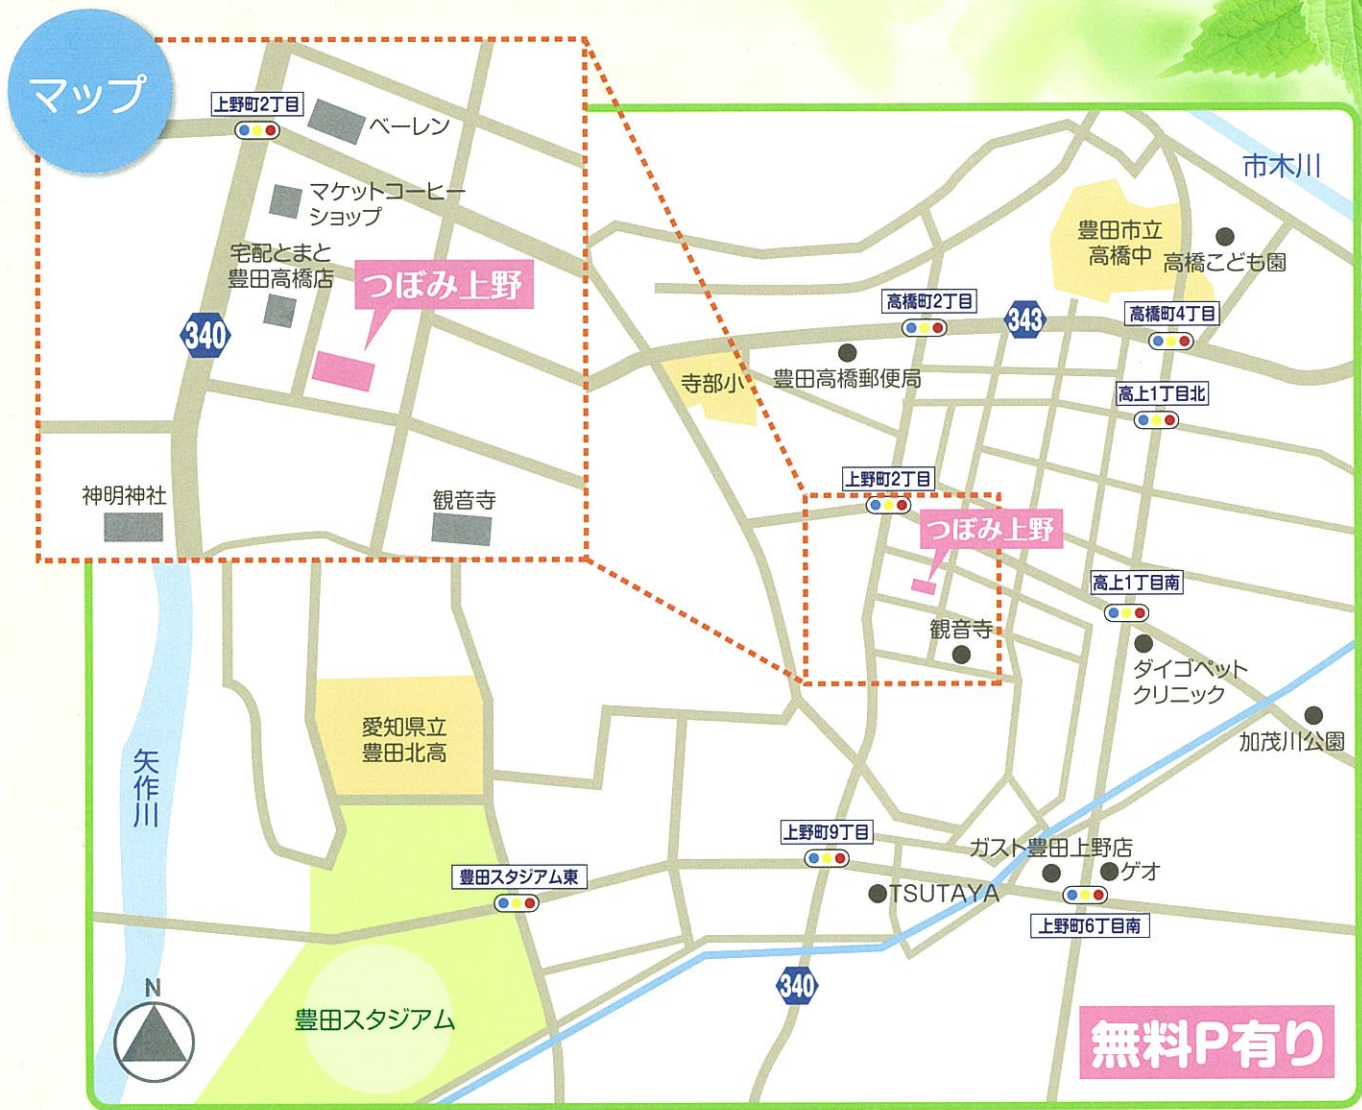 マップ
上野町2丁目
ベーレン
マケットコーヒー
ショップ
宅配とまと
豊田高橋店
つぼみ上野
340
神明神社
観音寺
市木川
豊田市立
高橋中
高橋こども園
高橋町2丁目
343
高橋町4丁目
寺部小
豊田高橋郵便局
高上1丁目北
上野町2丁目
つぼみ上野
高上1丁目南
観音寺
ダイゴペット
クリニック
加茂川公園
愛知県立
豊田北高
矢作川
上野町9丁目
ガスト豊田上野店
ゲオ
豊田スタジアム東
TSUTAYA
上野町6丁目南
340
N
豊田スタジアム
無料P有り